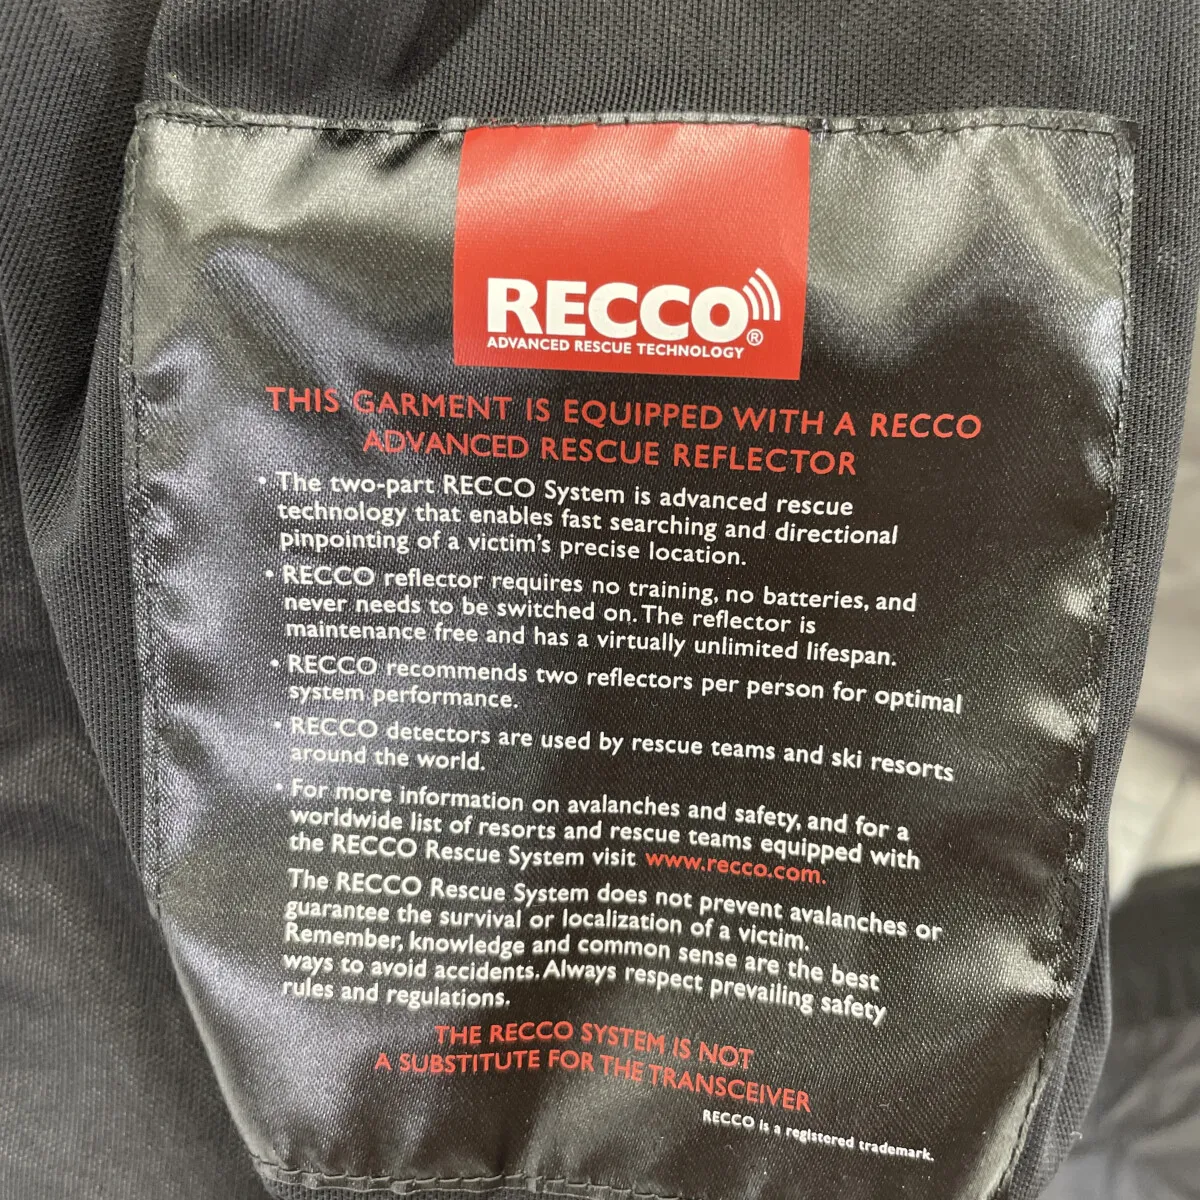 RECCO®
ADVANCED RESCUE TECHNOLOGY
THIS GARMENT IS EQUIPPED WITH A RECCO
ADVANCED RESCUE REFLECTOR
• The two-part RECCO System is advanced rescue
technology that enables fast searching and directional
pinpointing of a victim's precise location.
• RECCO reflector requires no training, no batteries, and
never needs to be switched on. The reflector is
maintenance free and has a virtually unlimited lifespan.
• RECCO recommends two reflectors per person for optimal
system performance.
• RECCO detectors are used by rescue teams and ski resorts
around the world.
• For more information on avalanches and safety, and for a
worldwide list of resorts and rescue teams equipped with
the RECCO Rescue System visit www.recco.com.
The RECCO Rescue System does not prevent avalanches or
guarantee the survival or localization of a victim.
Remember, knowledge and common sense are the best
ways to avoid accidents. Always respect prevailing safety
rules and regulations.
THE RECCO SYSTEM IS NOT
A SUBSTITUTE FOR THE TRANSCEIVER
RECCO is a registered trademark.